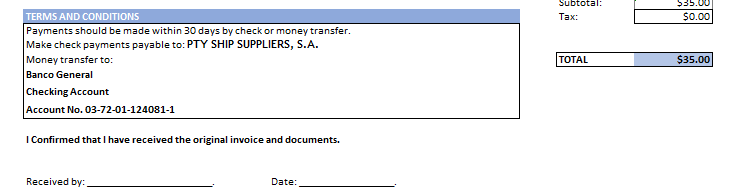 Subtotal: $35.00
TERMS AND CONDITIONS
Tax: $0.00
Payments should be made within 30 days by check or money transfer.
Make check payments payable to: PTY SHIP SUPPLIERS, S.A.
Money transfer to:
TOTAL $35.00
Banco General
Checking Account
Account No. 03-72-01-124081-1
I Confirmed that I have received the original invoice and documents.
Received by: ____________________. Date: ________________.